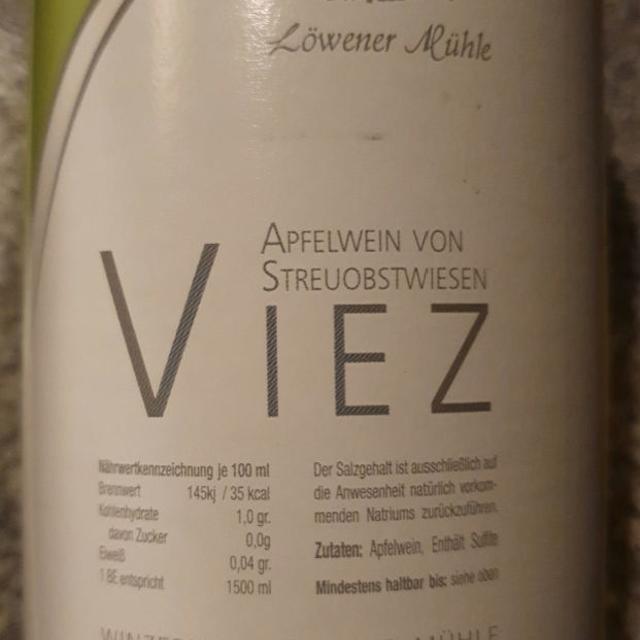 Löwener Mühle
APFELWEIN VON
STREUOBSTWIESEN
VIEZ
Nährwertkennzeichnung je 100 ml
Brennwert 145kj / 35 kcal
Kohlenhydrate 1,0 gr.
davon Zucker 0,0g
Eiweiß 0,04 gr.
1 BE entspricht 1500 ml
Der Salzgehalt ist ausschließlich auf
die Anwesenheit natürlich vorkom-
menden Natriums zurückzuführen.
Zutaten: Apfelwein, Enthält Sulfite
Mindestens haltbar bis: siehe oben
MÜHLE